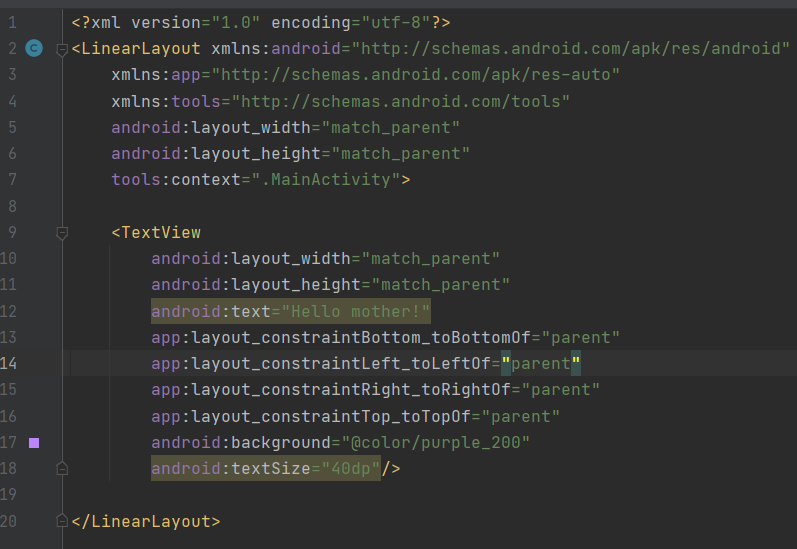 1 <?xml version="1.0" encoding="utf-8"?>
2 C <LinearLayout xmlns:android="http://schemas.android.com/apk/res/android"
3 xmlns:app="http://schemas.android.com/apk/res-auto"
4 xmlns:tools="http://schemas.android.com/tools"
5 android:layout_width="match_parent"
6 android:layout_height="match_parent"
7 tools:context=".MainActivity">
8
9 <TextView
10 android:layout_width="match_parent"
11 android:layout_height="match_parent"
12 android:text="Hello mother!"
13 app:layout_constraintBottom_toBottomOf="parent"
14 app:layout_constraintLeft_toLeftOf="parent"
15 app:layout_constraintRight_toRightOf="parent"
16 app:layout_constraintTop_toTopOf="parent"
17 android:background="@color/purple_200"
18 android:textSize="40dp"/>
19
20 </LinearLayout>